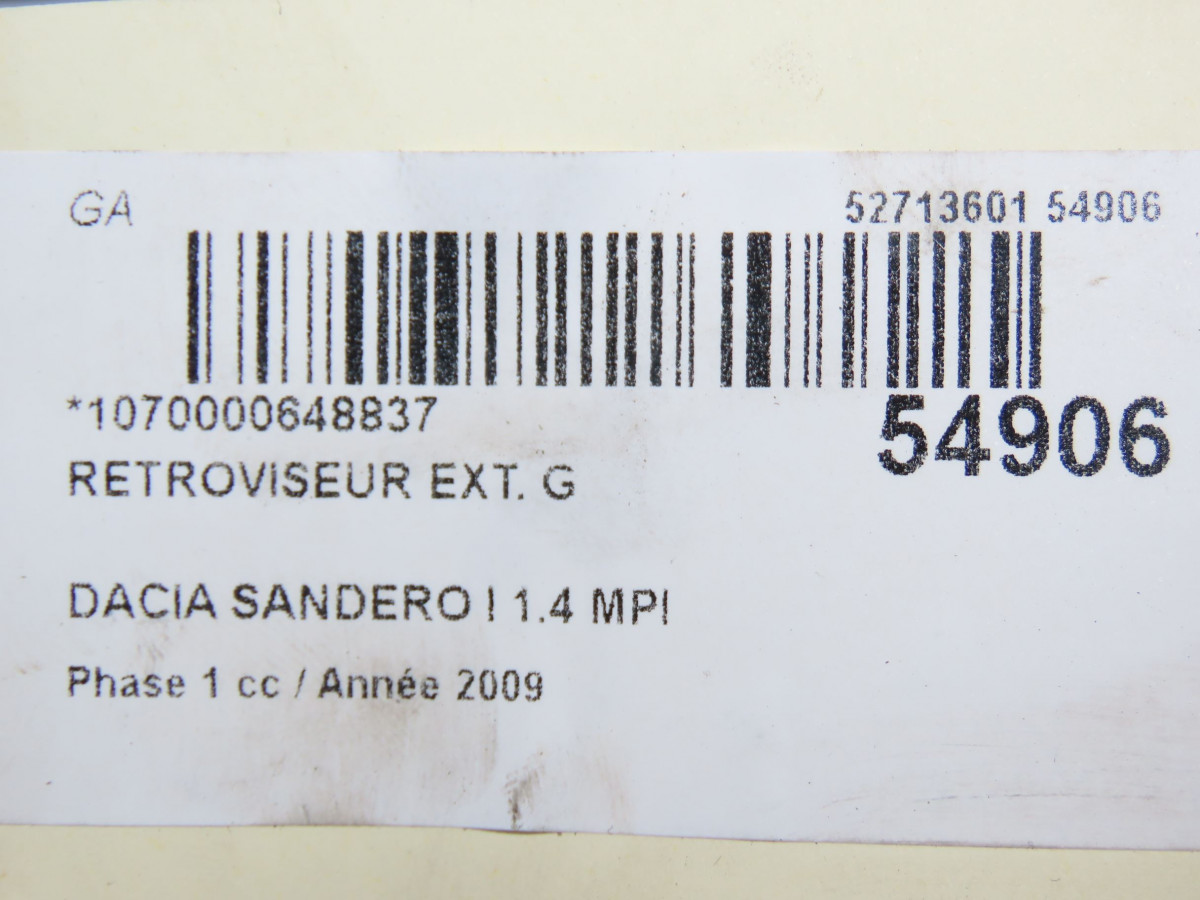 GA 52713601 54906
*1070000648837 54906
RETROVISEUR EXT. G
DACIA SANDERO I 1.4 MPI
Phase 1 cc / Année 2009